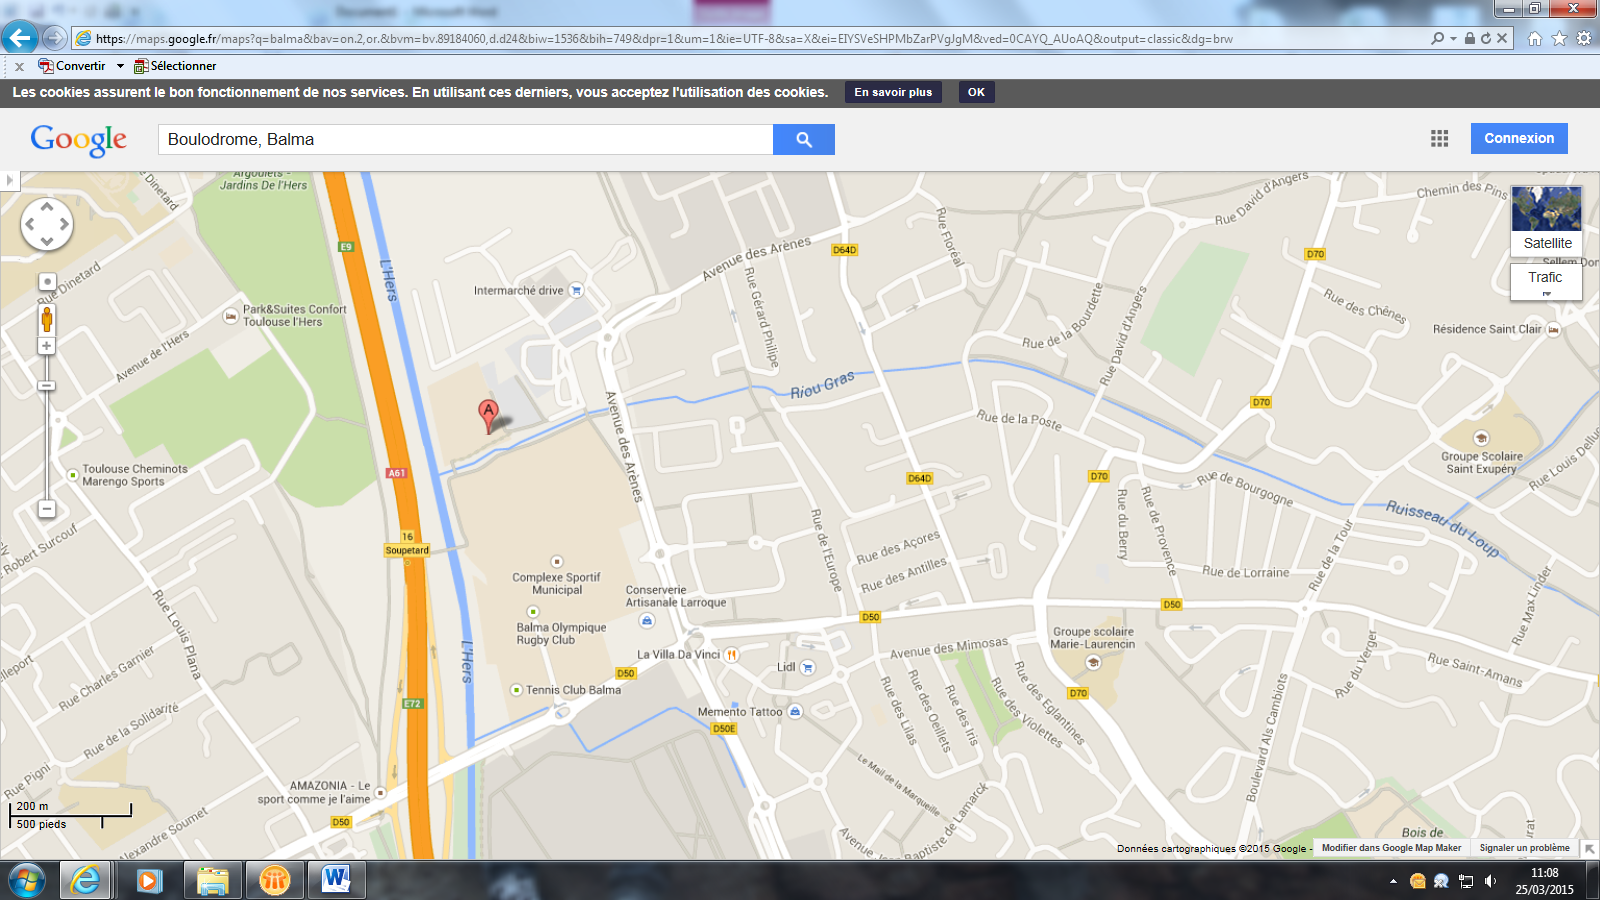 Document1 - Microsoft Word
https://maps.google.fr/maps?q=balma&bav=on.2,or.&bvm=bv.89184060,d.d24&biw=1536&bih=749&dpr=1&um=1&ie=UTF-8&sa=X&ei=EIYSVeSHPMbZarPVgJgM&ved=0CAYQ_AUoAQ&output=classic&dg=brw
x Convertir Sélectionner
Les cookies assurent le bon fonctionnement de nos services. En utilisant ces derniers, vous acceptez l'utilisation des cookies. En savoir plus OK
Google Boulodrome, Balma Connexion
Argoulets -
Jardins De l'Hers
Rue Dinetard
Chemin des Pins
Rue David d'Angers
Rue Floréal
Satellite
Trafic
E9
L'Hers
Avenue des Arènes
D64D
D70
Sellem Don
Rue Dinetard
Intermarché drive
Rue Gérard Philipe
Rue de la Bourdette
Rue David d'Angers
Rue des Chênes
Résidence Saint Clair
Park&Suites Confort
Toulouse l'Hers
Avenue de l'Hers
Riou Gras
A
Avenue des Arènes
D70
Rue de la Poste
Groupe Scolaire
Saint Exupéry
Rue Louis Delluc
Toulouse Cheminots
Marengo Sports
A61
D64D
D70
Rue de Bourgogne
Rue du Berry
Rue de Provence
Ruisseau du Loup
Rue de la Tour
Robert Surcouf
16
Soupetard
Rue de l'Europe
Rue des Açores
Rue des Antilles
Rue de Lorraine
Rue Max Linder
Complexe Sportif
Municipal
Conserverie
Artisanale Larroque
Balma Olympique
Rugby Club
D50
D50
Rue Louis Plana
Rue Charles Garnier
L'Hers
La Villa Da Vinci
Lidl
Avenue des Mimosas
Groupe scolaire
Marie-Laurencin
Rue du Verger
Rue Saint-Amans
D50
Tennis Club Balma
D70
E72
Memento Tattoo
D50E
Rue des Lilas
Rue des Oeillets
Rue des Iris
Rue des Violettes
Rue des Eglantines
Boulevard Als Cambiots
Rue de la Solidarité
Rue Pigni
AMAZONIA - Le
sport comme je l'aime
Le Mail de la Marqueille
200 m
500 pieds
D50
Alexandre Soumet
Avenue Jean Baptiste de Lamarck
Bois de
Données cartographiques ©2015 Google - Modifier dans Google Map Maker Signaler un problème
11:08
25/03/2015